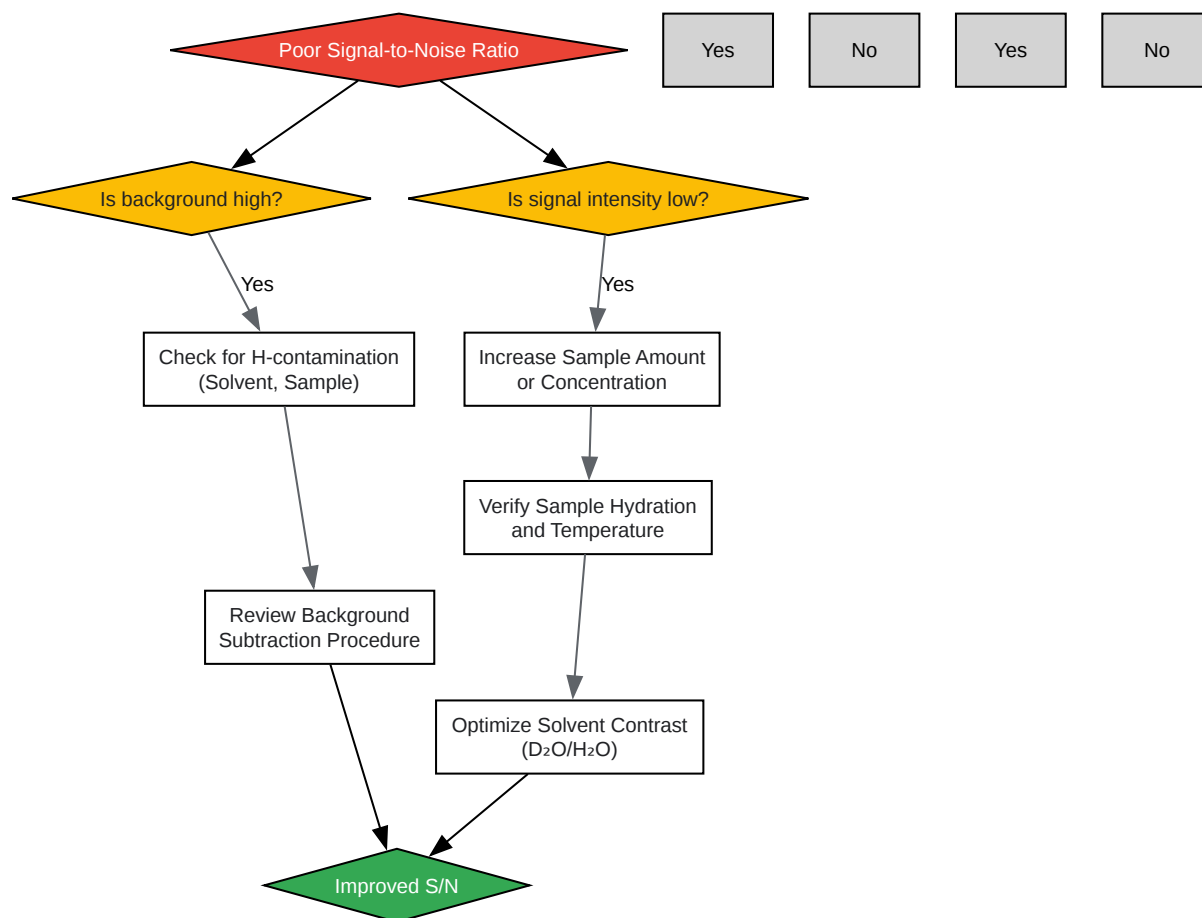 Poor Signal-to-Noise Ratio
Yes
No
Yes
No
Is background high?
Is signal intensity low?
Yes
Yes
Check for H-contamination
(Solvent, Sample)
Increase Sample Amount
or Concentration
Verify Sample Hydration
and Temperature
Review Background
Subtraction Procedure
Optimize Solvent Contrast
(D₂O/H₂O)
Improved S/N